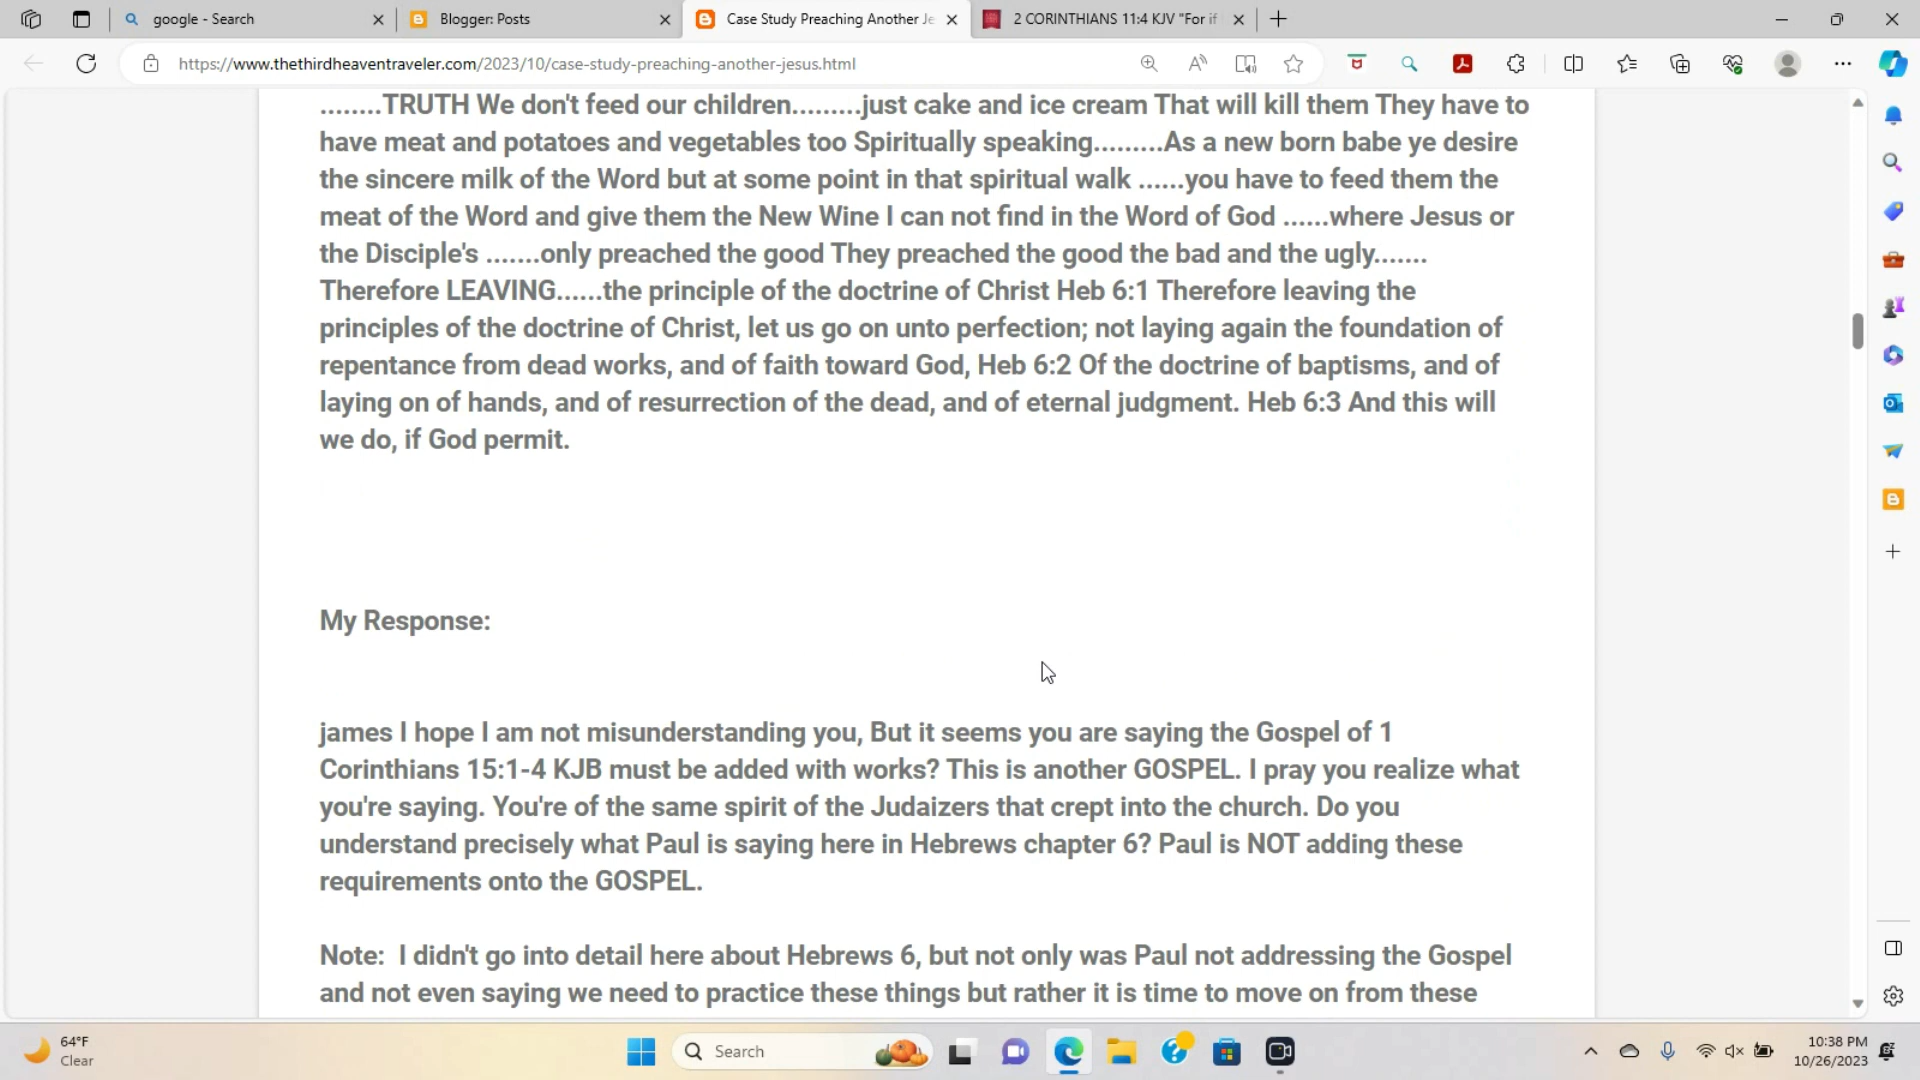 google - Search
Blogger: Posts
Case Study Preaching Another Je
2 CORINTHIANS 11:4 KJV "For if
https://www.thethirdheaventraveler.com/2023/10/case-study-preaching-another-jesus.html
........TRUTH We don't feed our children.........just cake and ice cream That will kill them They have to
have meat and potatoes and vegetables too Spiritually speaking.........As a new born babe ye desire
the sincere milk of the Word but at some point in that spiritual walk ......you have to feed them the
meat of the Word and give them the New Wine I can not find in the Word of God ......where Jesus or
the Disciple's .......only preached the good They preached the good the bad and the ugly.......
Therefore LEAVING......the principle of the doctrine of Christ Heb 6:1 Therefore leaving the
principles of the doctrine of Christ, let us go on unto perfection; not laying again the foundation of
repentance from dead works, and of faith toward God, Heb 6:2 Of the doctrine of baptisms, and of
laying on of hands, and of resurrection of the dead, and of eternal judgment. Heb 6:3 And this will
we do, if God permit.
My Response:
james I hope I am not misunderstanding you, But it seems you are saying the Gospel of 1
Corinthians 15:1-4 KJB must be added with works? This is another GOSPEL. I pray you realize what
you're saying. You're of the same spirit of the Judaizers that crept into the church. Do you
understand precisely what Paul is saying here in Hebrews chapter 6? Paul is NOT adding these
requirements onto the GOSPEL.
Note:  I didn't go into detail here about Hebrews 6, but not only was Paul not addressing the Gospel
and not even saying we need to practice these things but rather it is time to move on from these
64°F
Clear
Search
10:38 PM
10/26/2023